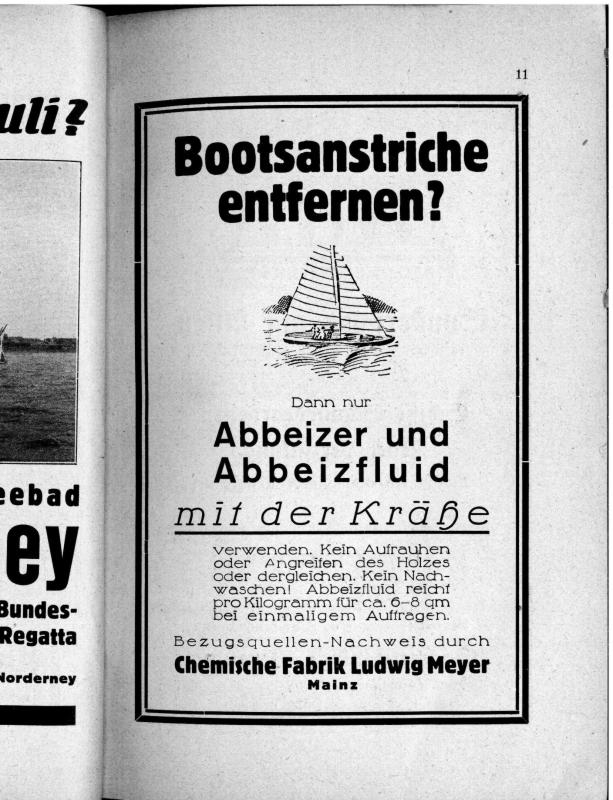 uli?
eebad
ey
Bundes-
Regatta
Norderney
11
Bootsanstriche
entfernen?
Dann nur
Abbeizer und
Abbeizfluid
mit der Kräße
verwenden. Kein Aufrauhen
oder Angreifen des Holzes
oder dergleichen. Kein Nach-
waschen! Abbeizfluid reicht
pro Kilogramm für ca. 6–8 qm
bei einmaligem Auftragen.
Bezugsquellen-Nachweis durch
Chemische Fabrik Ludwig Meyer
Mainz